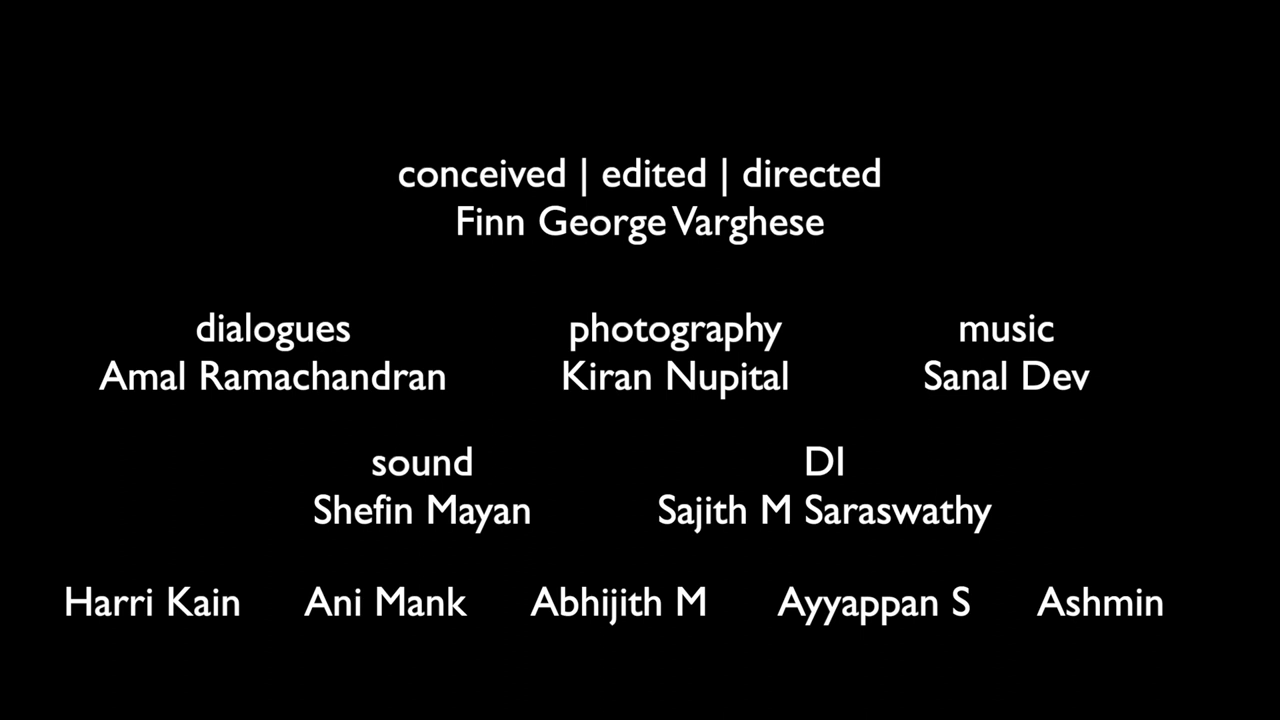 conceived | edited | directed
Finn George Varghese
dialogues photography music
Amal Ramachandran Kiran Nupital Sanal Dev
sound DI
Shefin Mayan Sajith M Saraswathy
Harri Kain Ani Mank Abhijith M Ayyappan S Ashmin